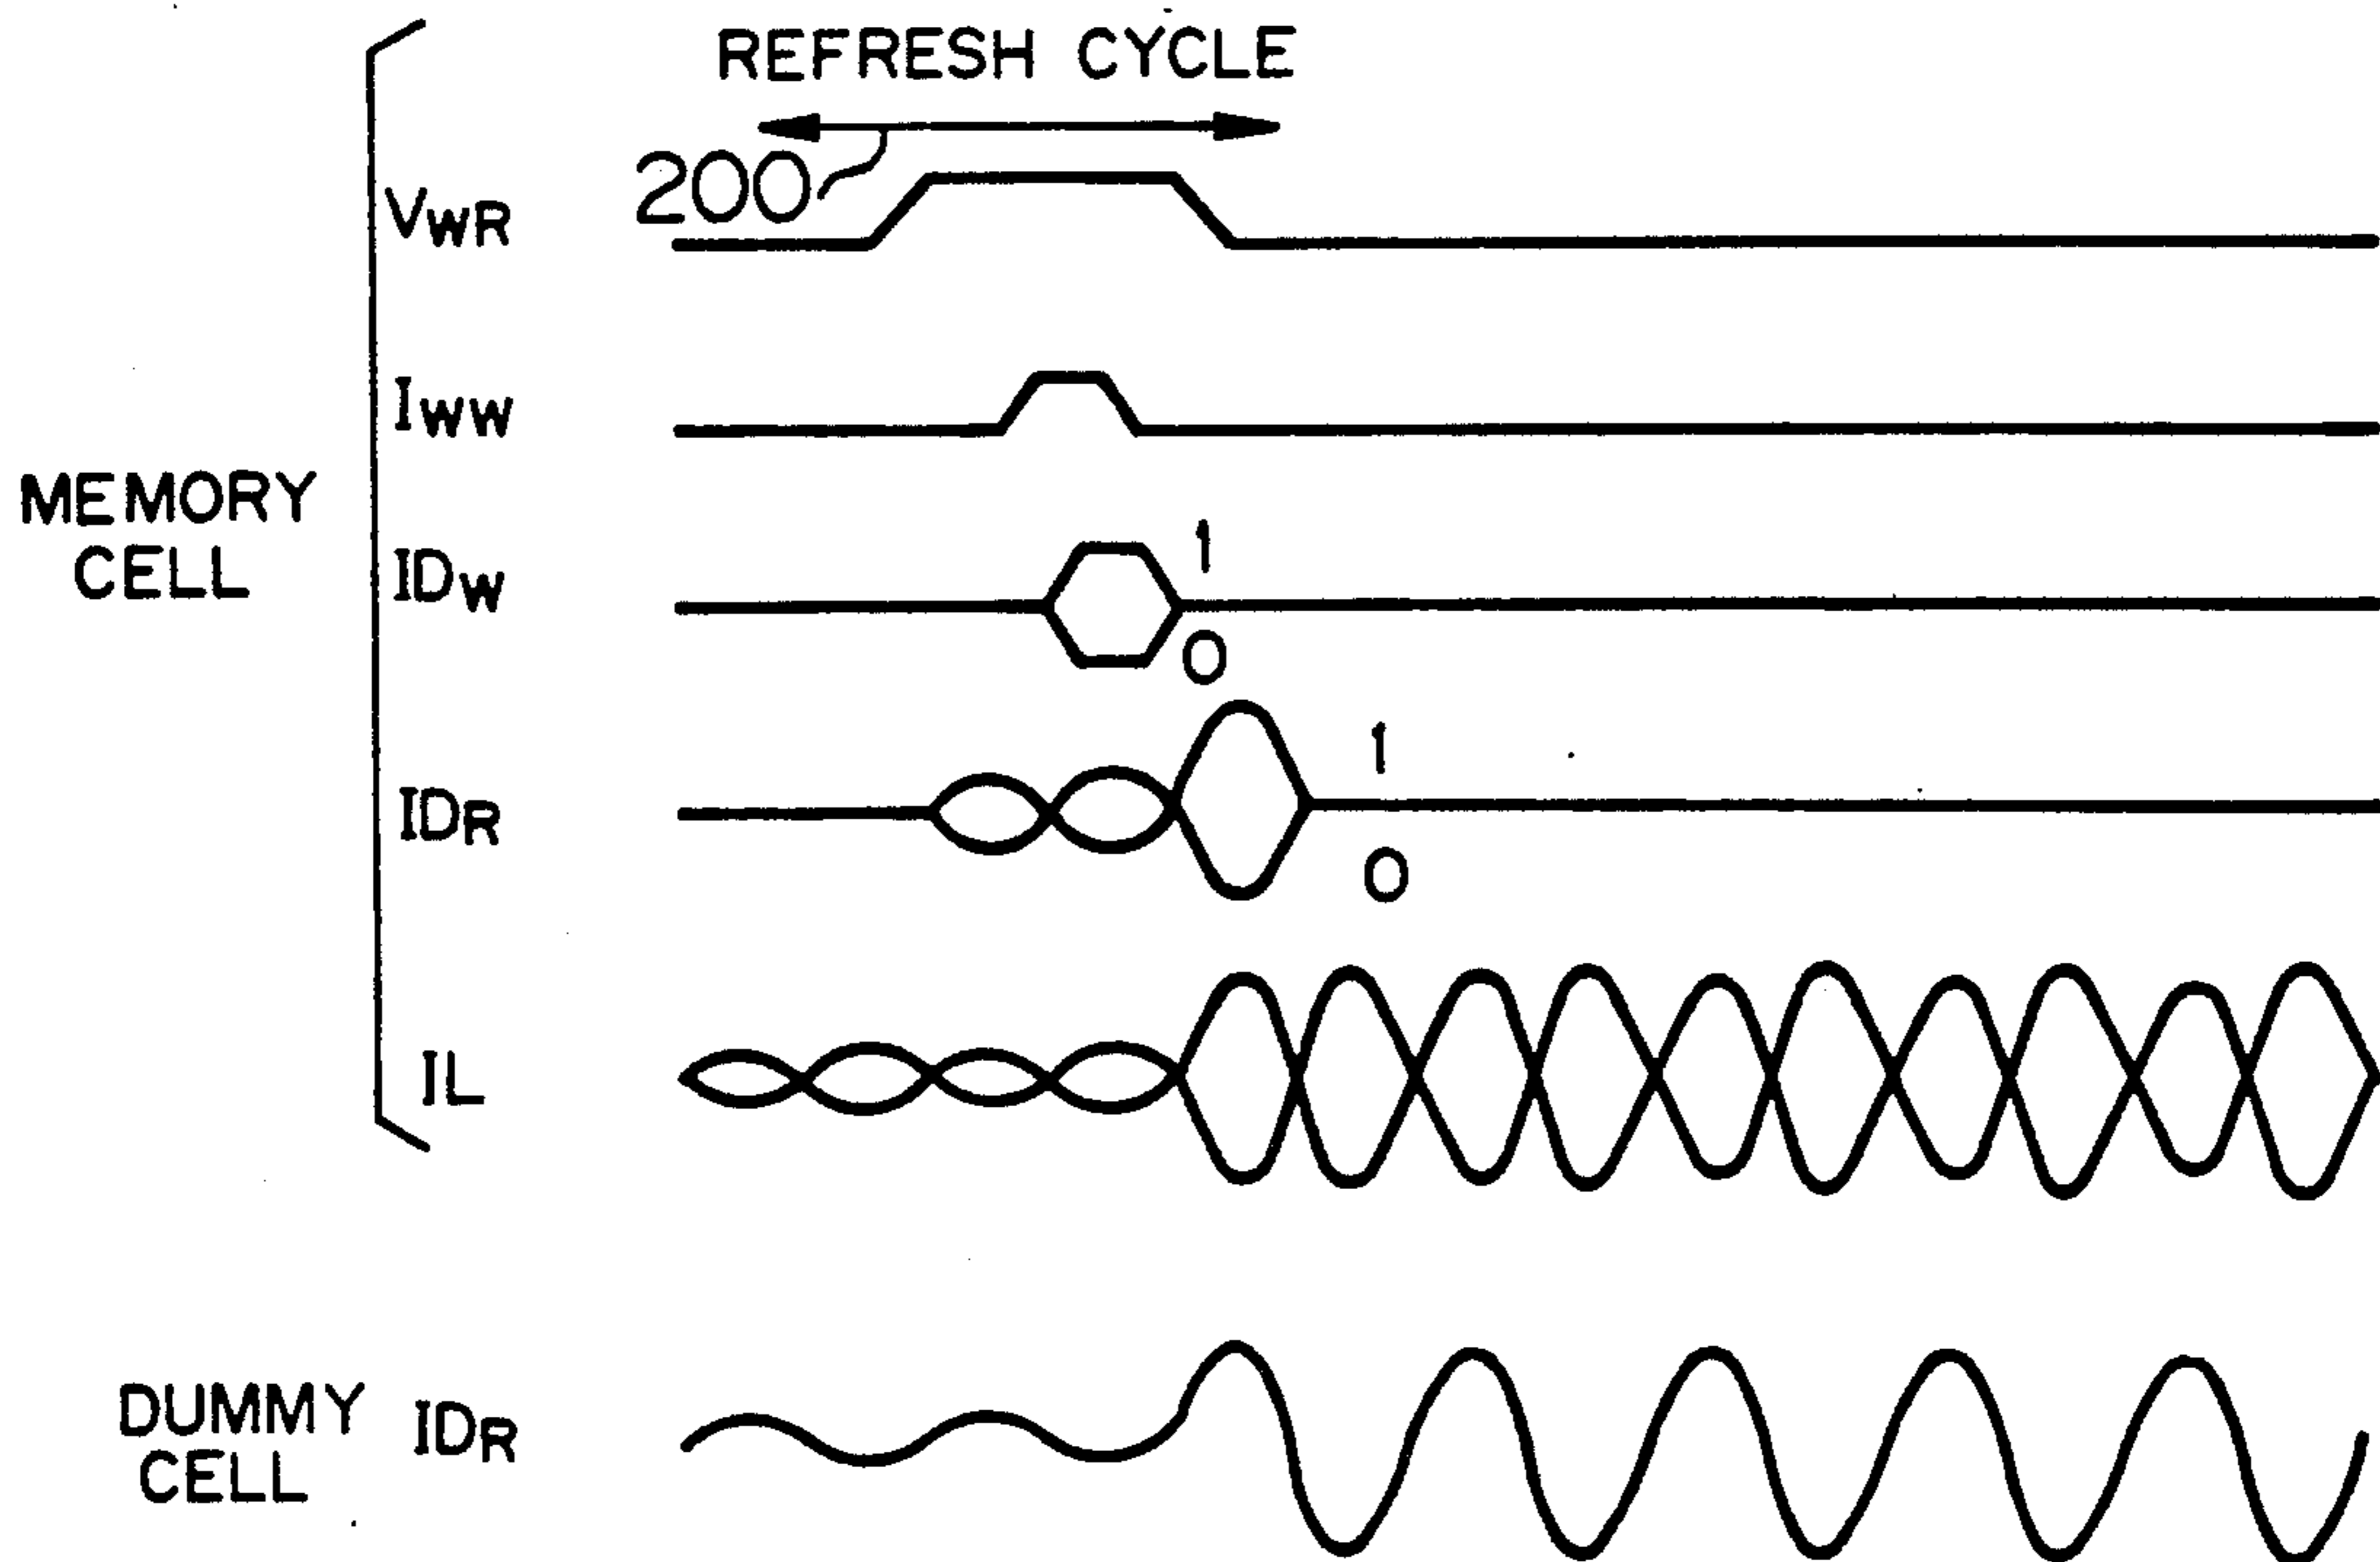 REFRESH CYCLE
200
VWR
IWW
MEMORY
CELL
IDW
1
0
IDR
1
0
IL
DUMMY
CELL
IDR